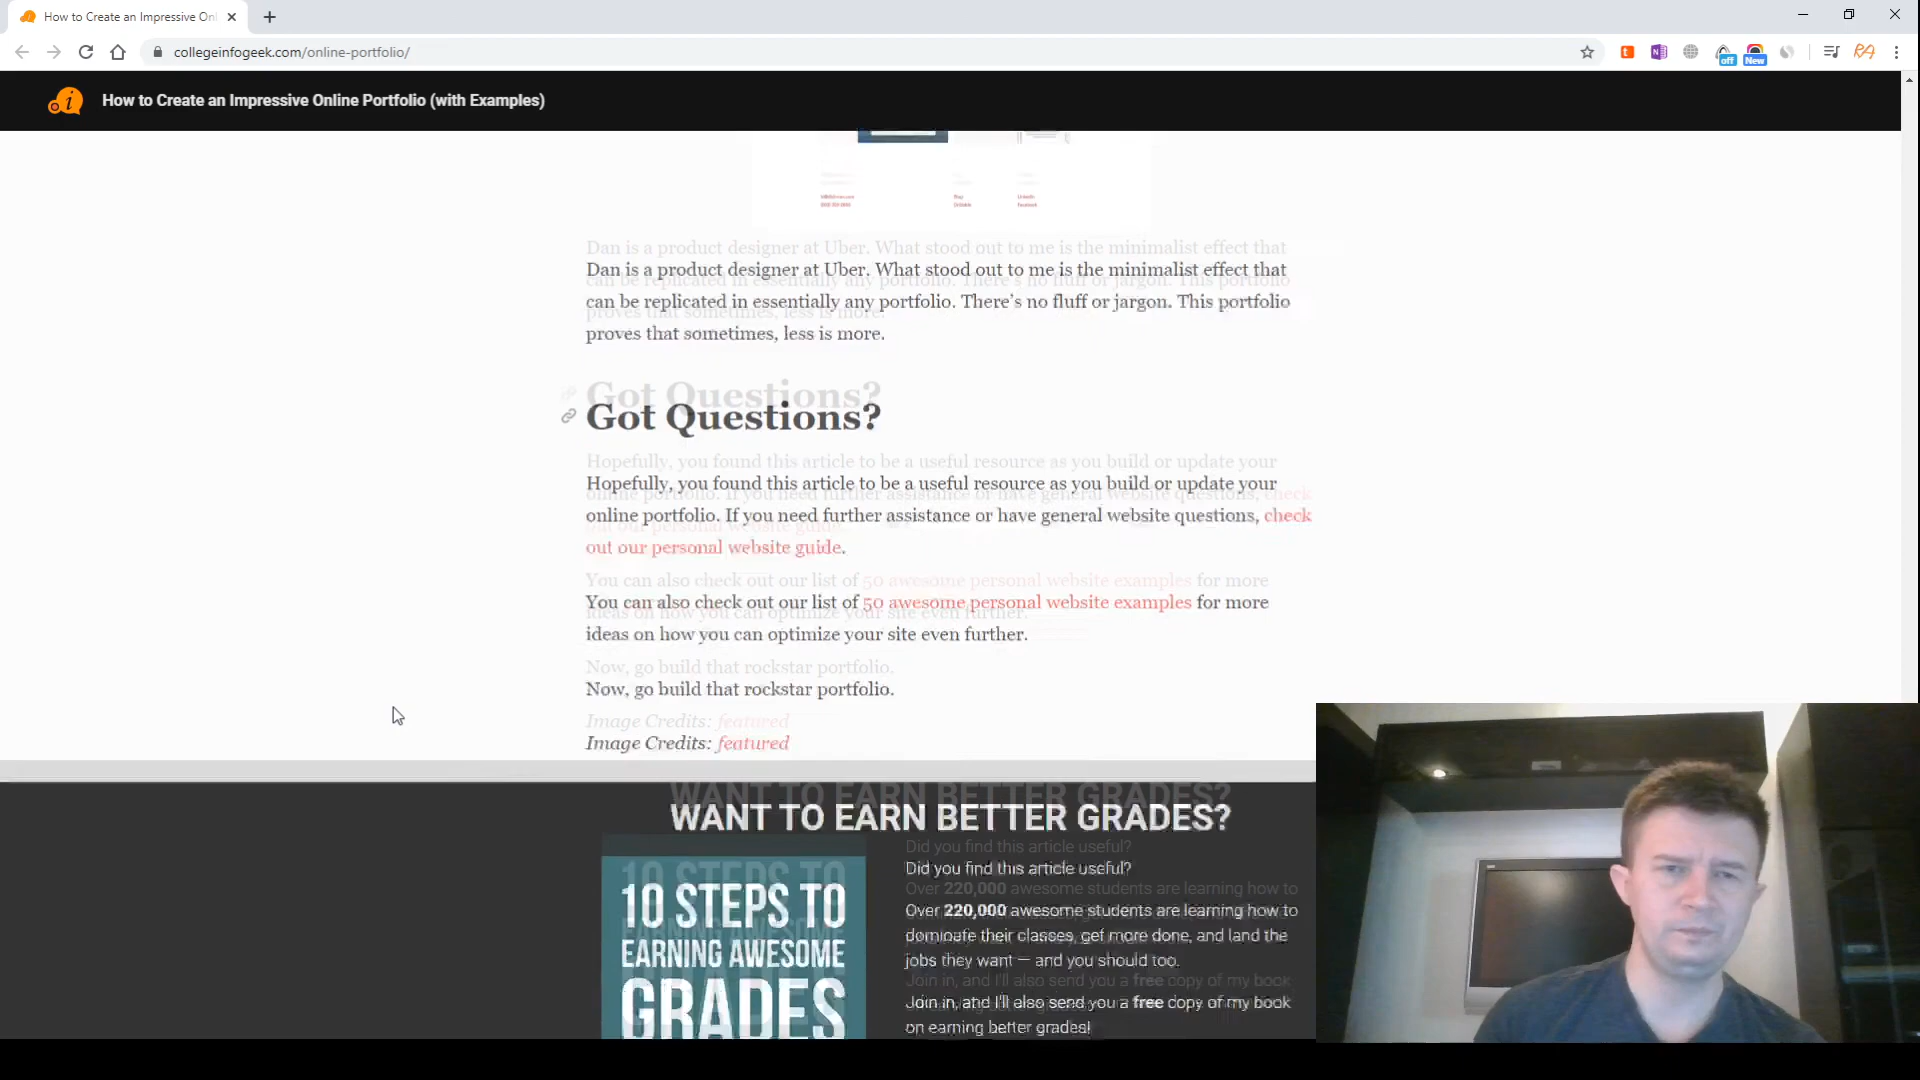 How to Create an Impressive Onl
collegeinfogeek.com/online-portfolio/
off
New
How to Create an Impressive Online Portfolio (with Examples)
Dan is a product designer at Uber. What stood out to me is the minimalist effect that
can be replicated in essentially any portfolio. There's no fluff or jargon. This portfolio
proves that sometimes, less is more.
Got Questions?
Hopefully, you found this article to be a useful resource as you build or update your
online portfolio. If you need further assistance or have general website questions, check
out our personal website guide.
You can also check out our list of 50 awesome personal website examples for more
ideas on how you can optimize your site even further.
Now, go build that rockstar portfolio.
Image Credits: featured
WANT TO EARN BETTER GRADES?
10 STEPS TO
EARNING AWESOME
GRADES
Did you find this article useful?
Over 220,000 awesome students are learning how to
dominate their classes, get more done, and land the
jobs they want — and you should too.
Join in, and I'll also send you a free copy of my book
on earning better grades!